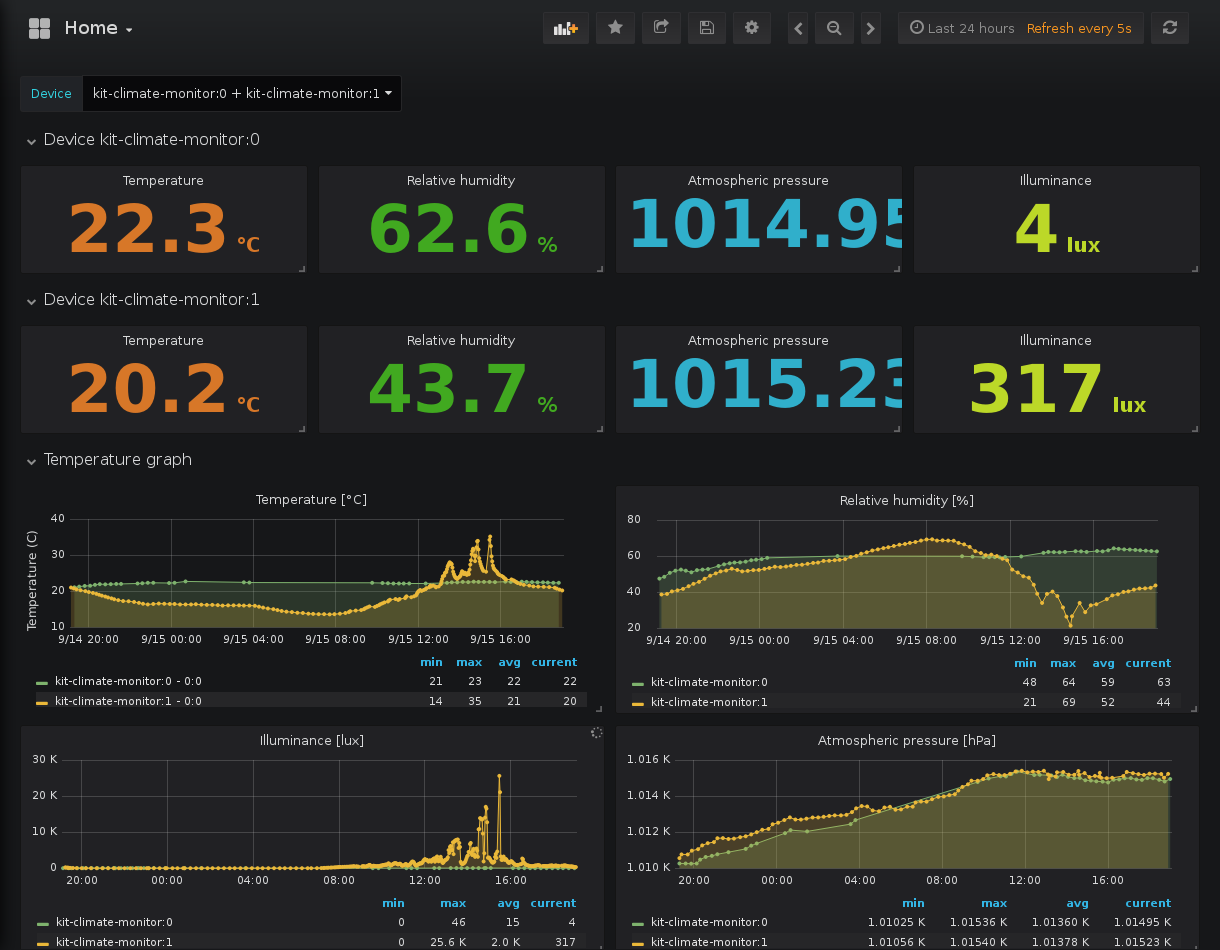 Home
Last 24 hours Refresh every 5s
Device kit-climate-monitor:0 + kit-climate-monitor:1
Device kit-climate-monitor:0
Temperature Relative humidity Atmospheric pressure Illuminance
22.3 °C 62.6 % 1014.95 4 lux
Device kit-climate-monitor:1
Temperature Relative humidity Atmospheric pressure Illuminance
20.2 °C 43.7 % 1015.23 317 lux
Temperature graph
Temperature [°C]
Temperature (C)
40
30
20
10
9/14 20:00 9/15 00:00 9/15 04:00 9/15 08:00 9/15 12:00 9/15 16:00
min max avg current
kit-climate-monitor:0 - 0:0 21 23 22 22
kit-climate-monitor:1 - 0:0 14 35 21 20
Relative humidity [%]
80
60
40
20
9/14 20:00 9/15 00:00 9/15 04:00 9/15 08:00 9/15 12:00 9/15 16:00
min max avg current
kit-climate-monitor:0 48 64 59 63
kit-climate-monitor:1 21 69 52 44
Illuminance [lux]
30 K
20 K
10 K
0
20:00 00:00 04:00 08:00 12:00 16:00
min max avg current
kit-climate-monitor:0 0 46 15 4
kit-climate-monitor:1 0 25.6 K 2.0 K 317
Atmospheric pressure [hPa]
1.016 K
1.014 K
1.012 K
1.010 K
20:00 00:00 04:00 08:00 12:00 16:00
min max avg current
kit-climate-monitor:0 1.01025 K 1.01536 K 1.01360 K 1.01495 K
kit-climate-monitor:1 1.01056 K 1.01540 K 1.01378 K 1.01523 K